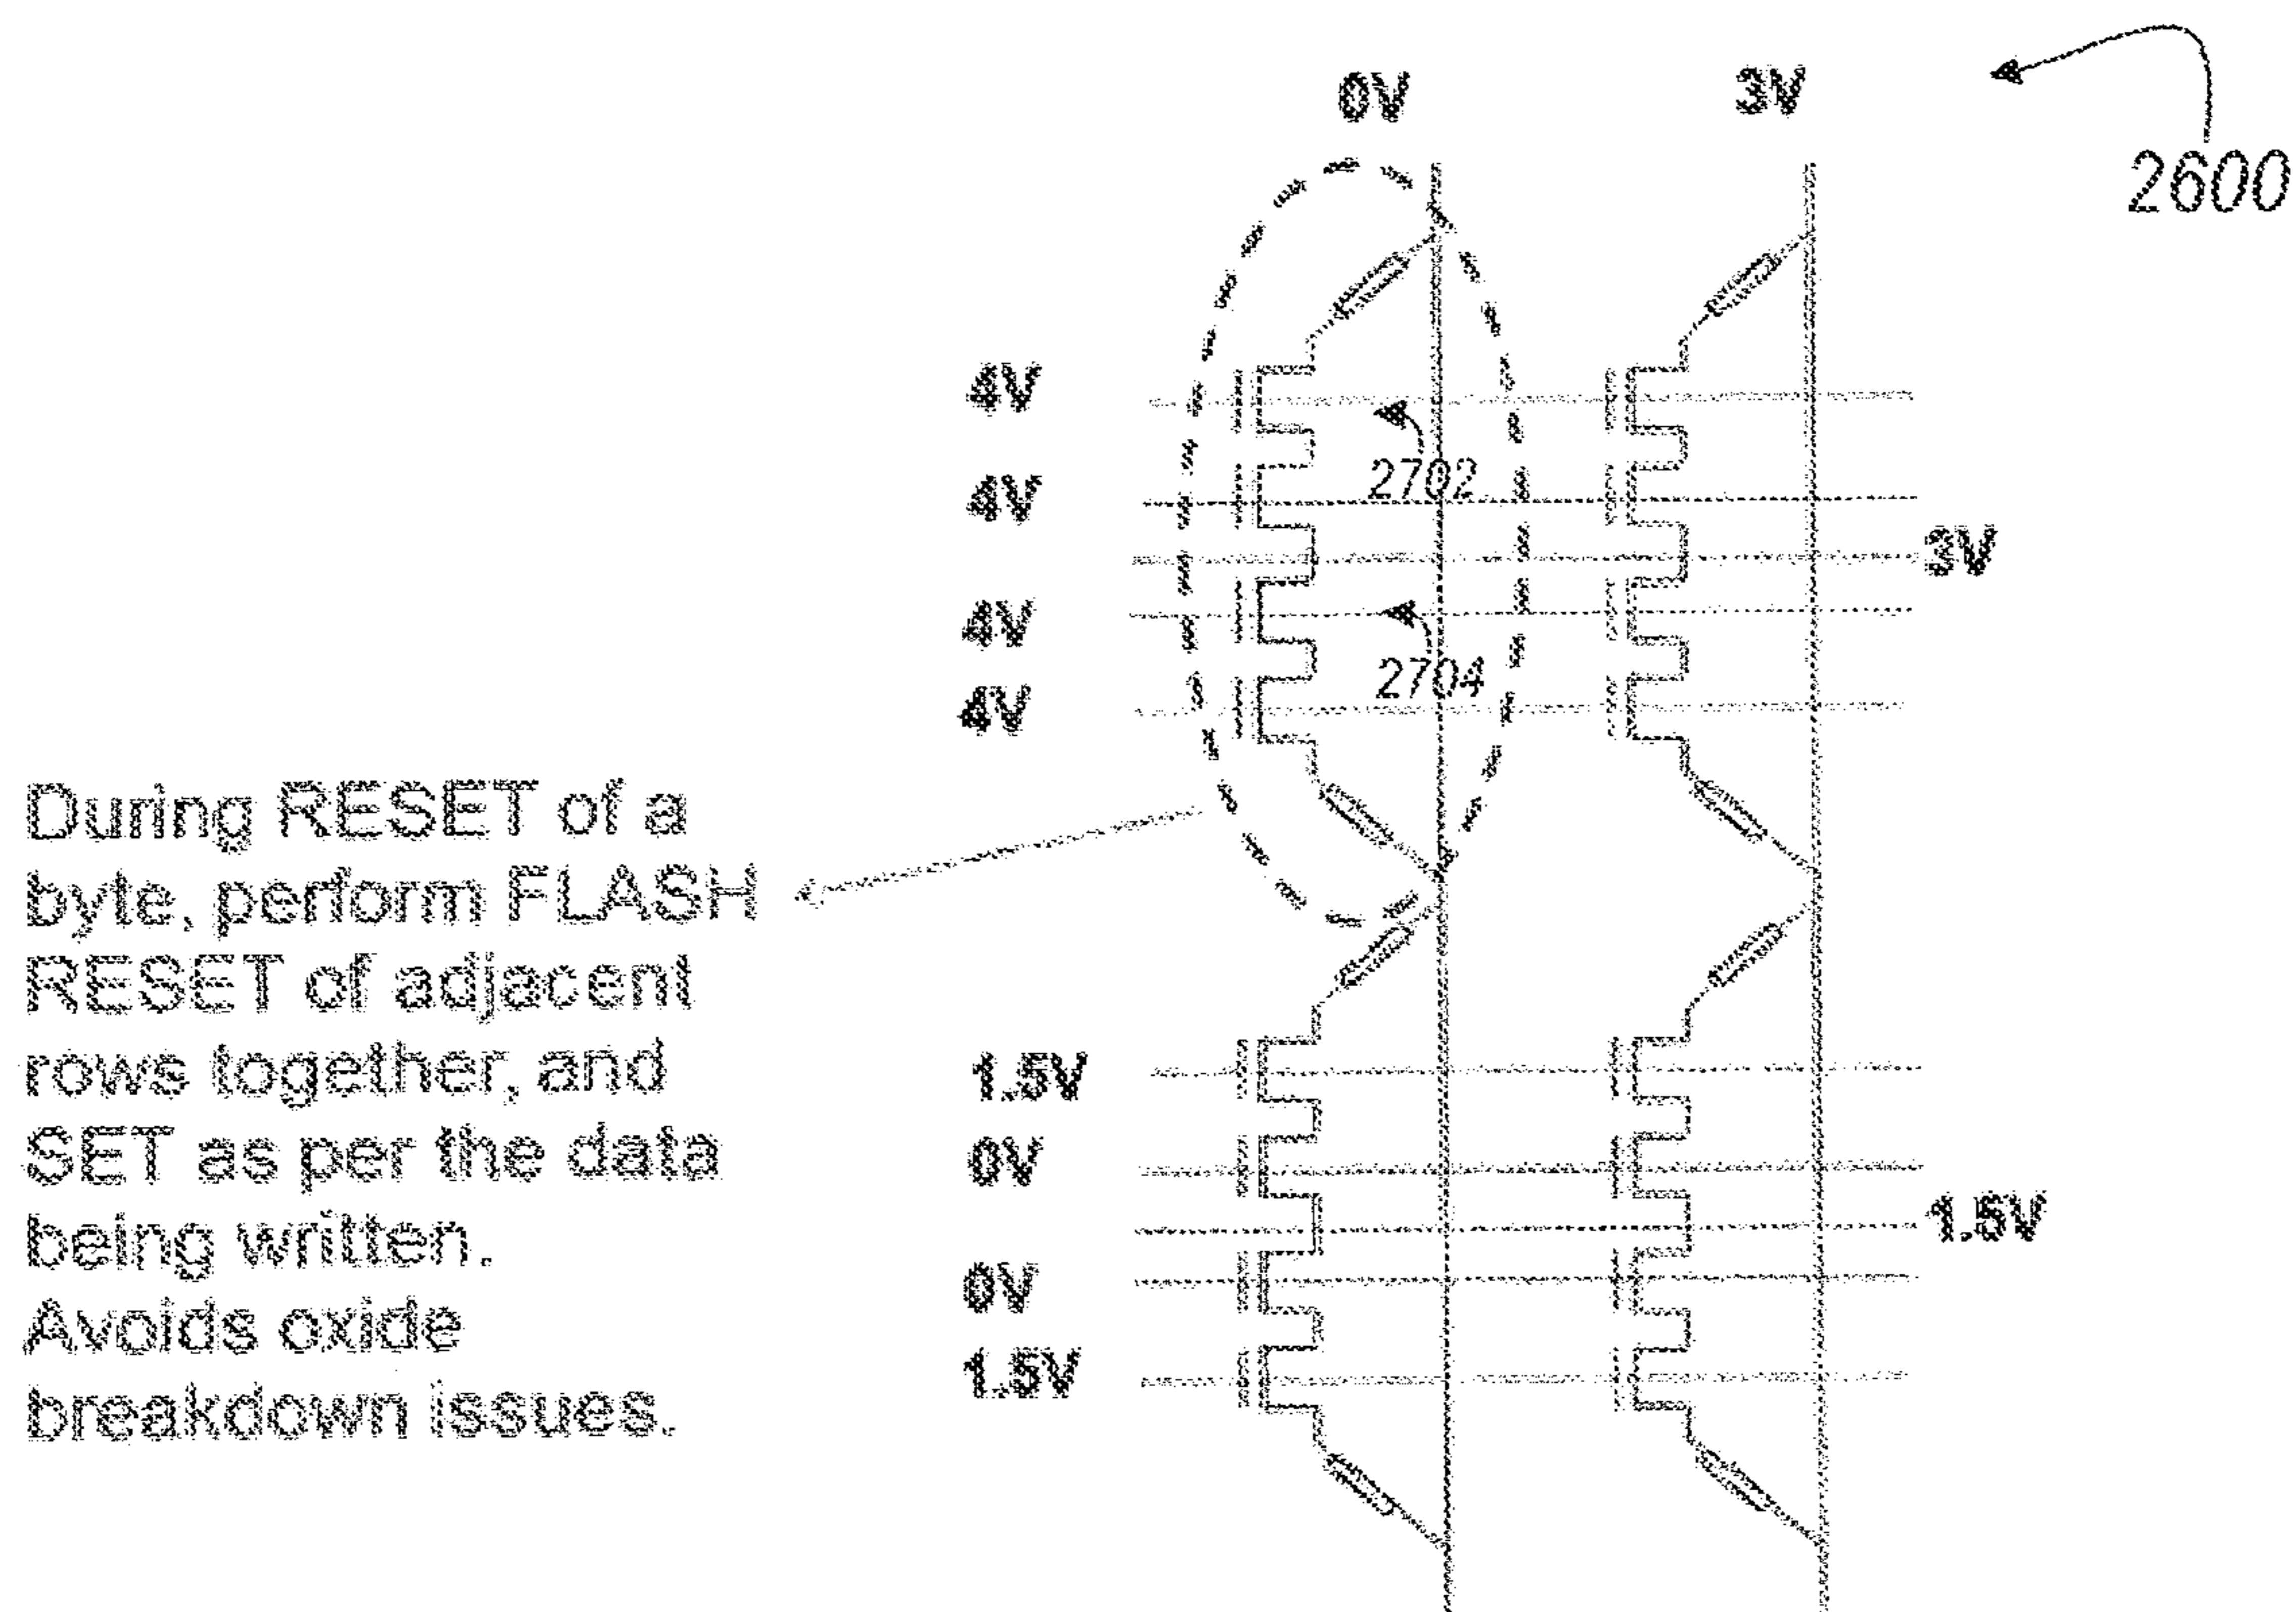 0V
3V
2600
4V
2702
4V
3V
4V
2704
4V
During RESET of a
byte, perform FLASH
RESET of adjacent
rows together, and
SET as per the data
being written.
Avoids oxide
breakdown issues.
1.5V
0V
1.5V
0V
1.5V